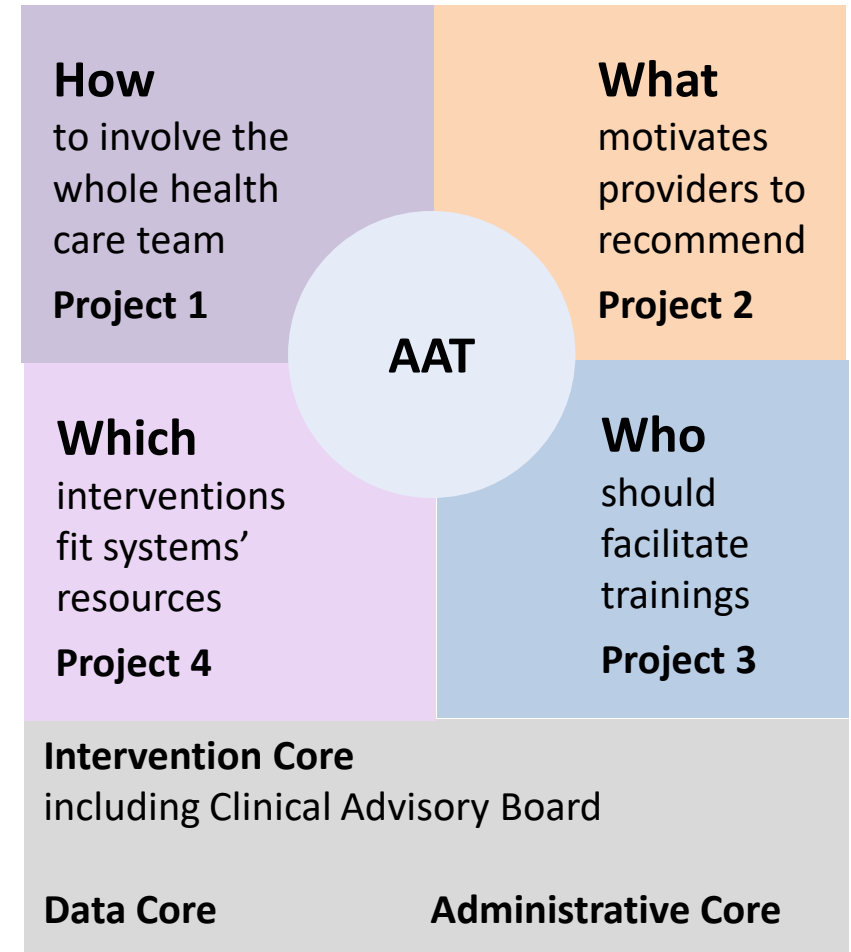 How
to involve the
whole health
care team
Project 1
What
motivates
providers to
recommend
Project 2
AAT
Which
interventions
fit systems’
resources
Project 4
Who
should
facilitate
trainings
Project 3
Intervention Core
including Clinical Advisory Board
Data Core
Administrative Core